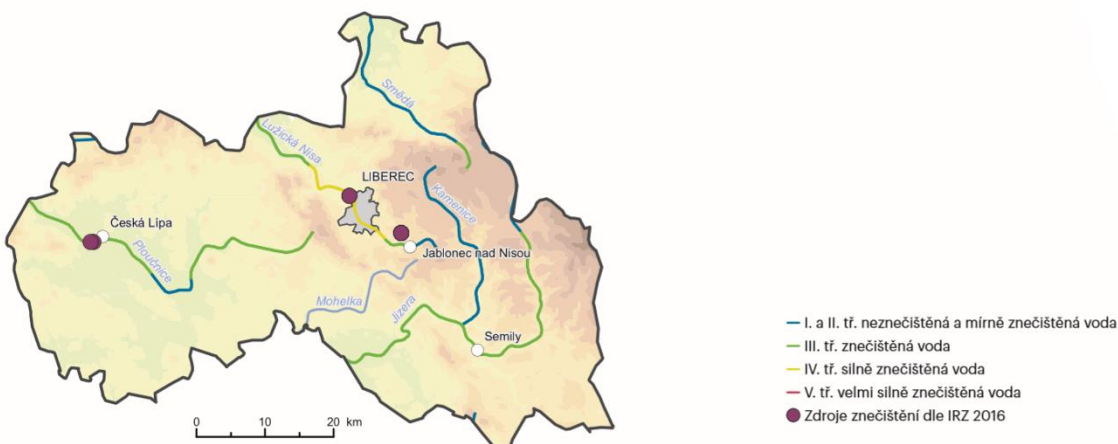 Smědá
Lužická Nisa
LIBEREC
Kamenice
Česká Lípa
Ploučnice
Jablonec nad Nisou
Mohelka
Jizera
Semily
I. a II. tř. neznečištěná a mírně znečištěná voda
III. tř. znečištěná voda
IV. tř. silně znečištěná voda
V. tř. velmi silně znečištěná voda
Zdroje znečištění dle IRZ 2016
0 20 km